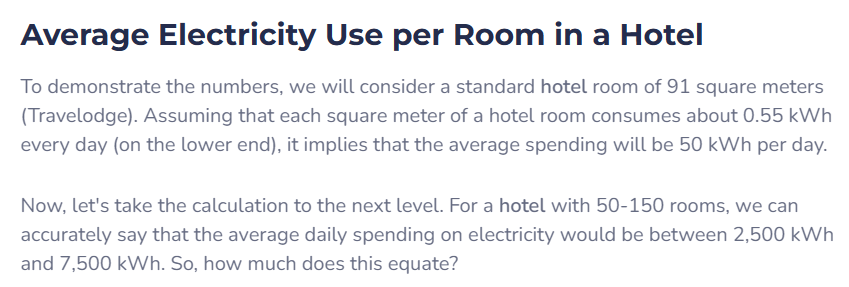 Average Electricity Use per Room in a Hotel
To demonstrate the numbers, we will consider a standard hotel room of 91 square meters
(Travelodge). Assuming that each square meter of a hotel room consumes about 0.55 kWh
every day (on the lower end), it implies that the average spending will be 50 kWh per day.
Now, let's take the calculation to the next level. For a hotel with 50-150 rooms, we can
accurately say that the average daily spending on electricity would be between 2,500 kWh
and 7,500 kWh. So, how much does this equate?